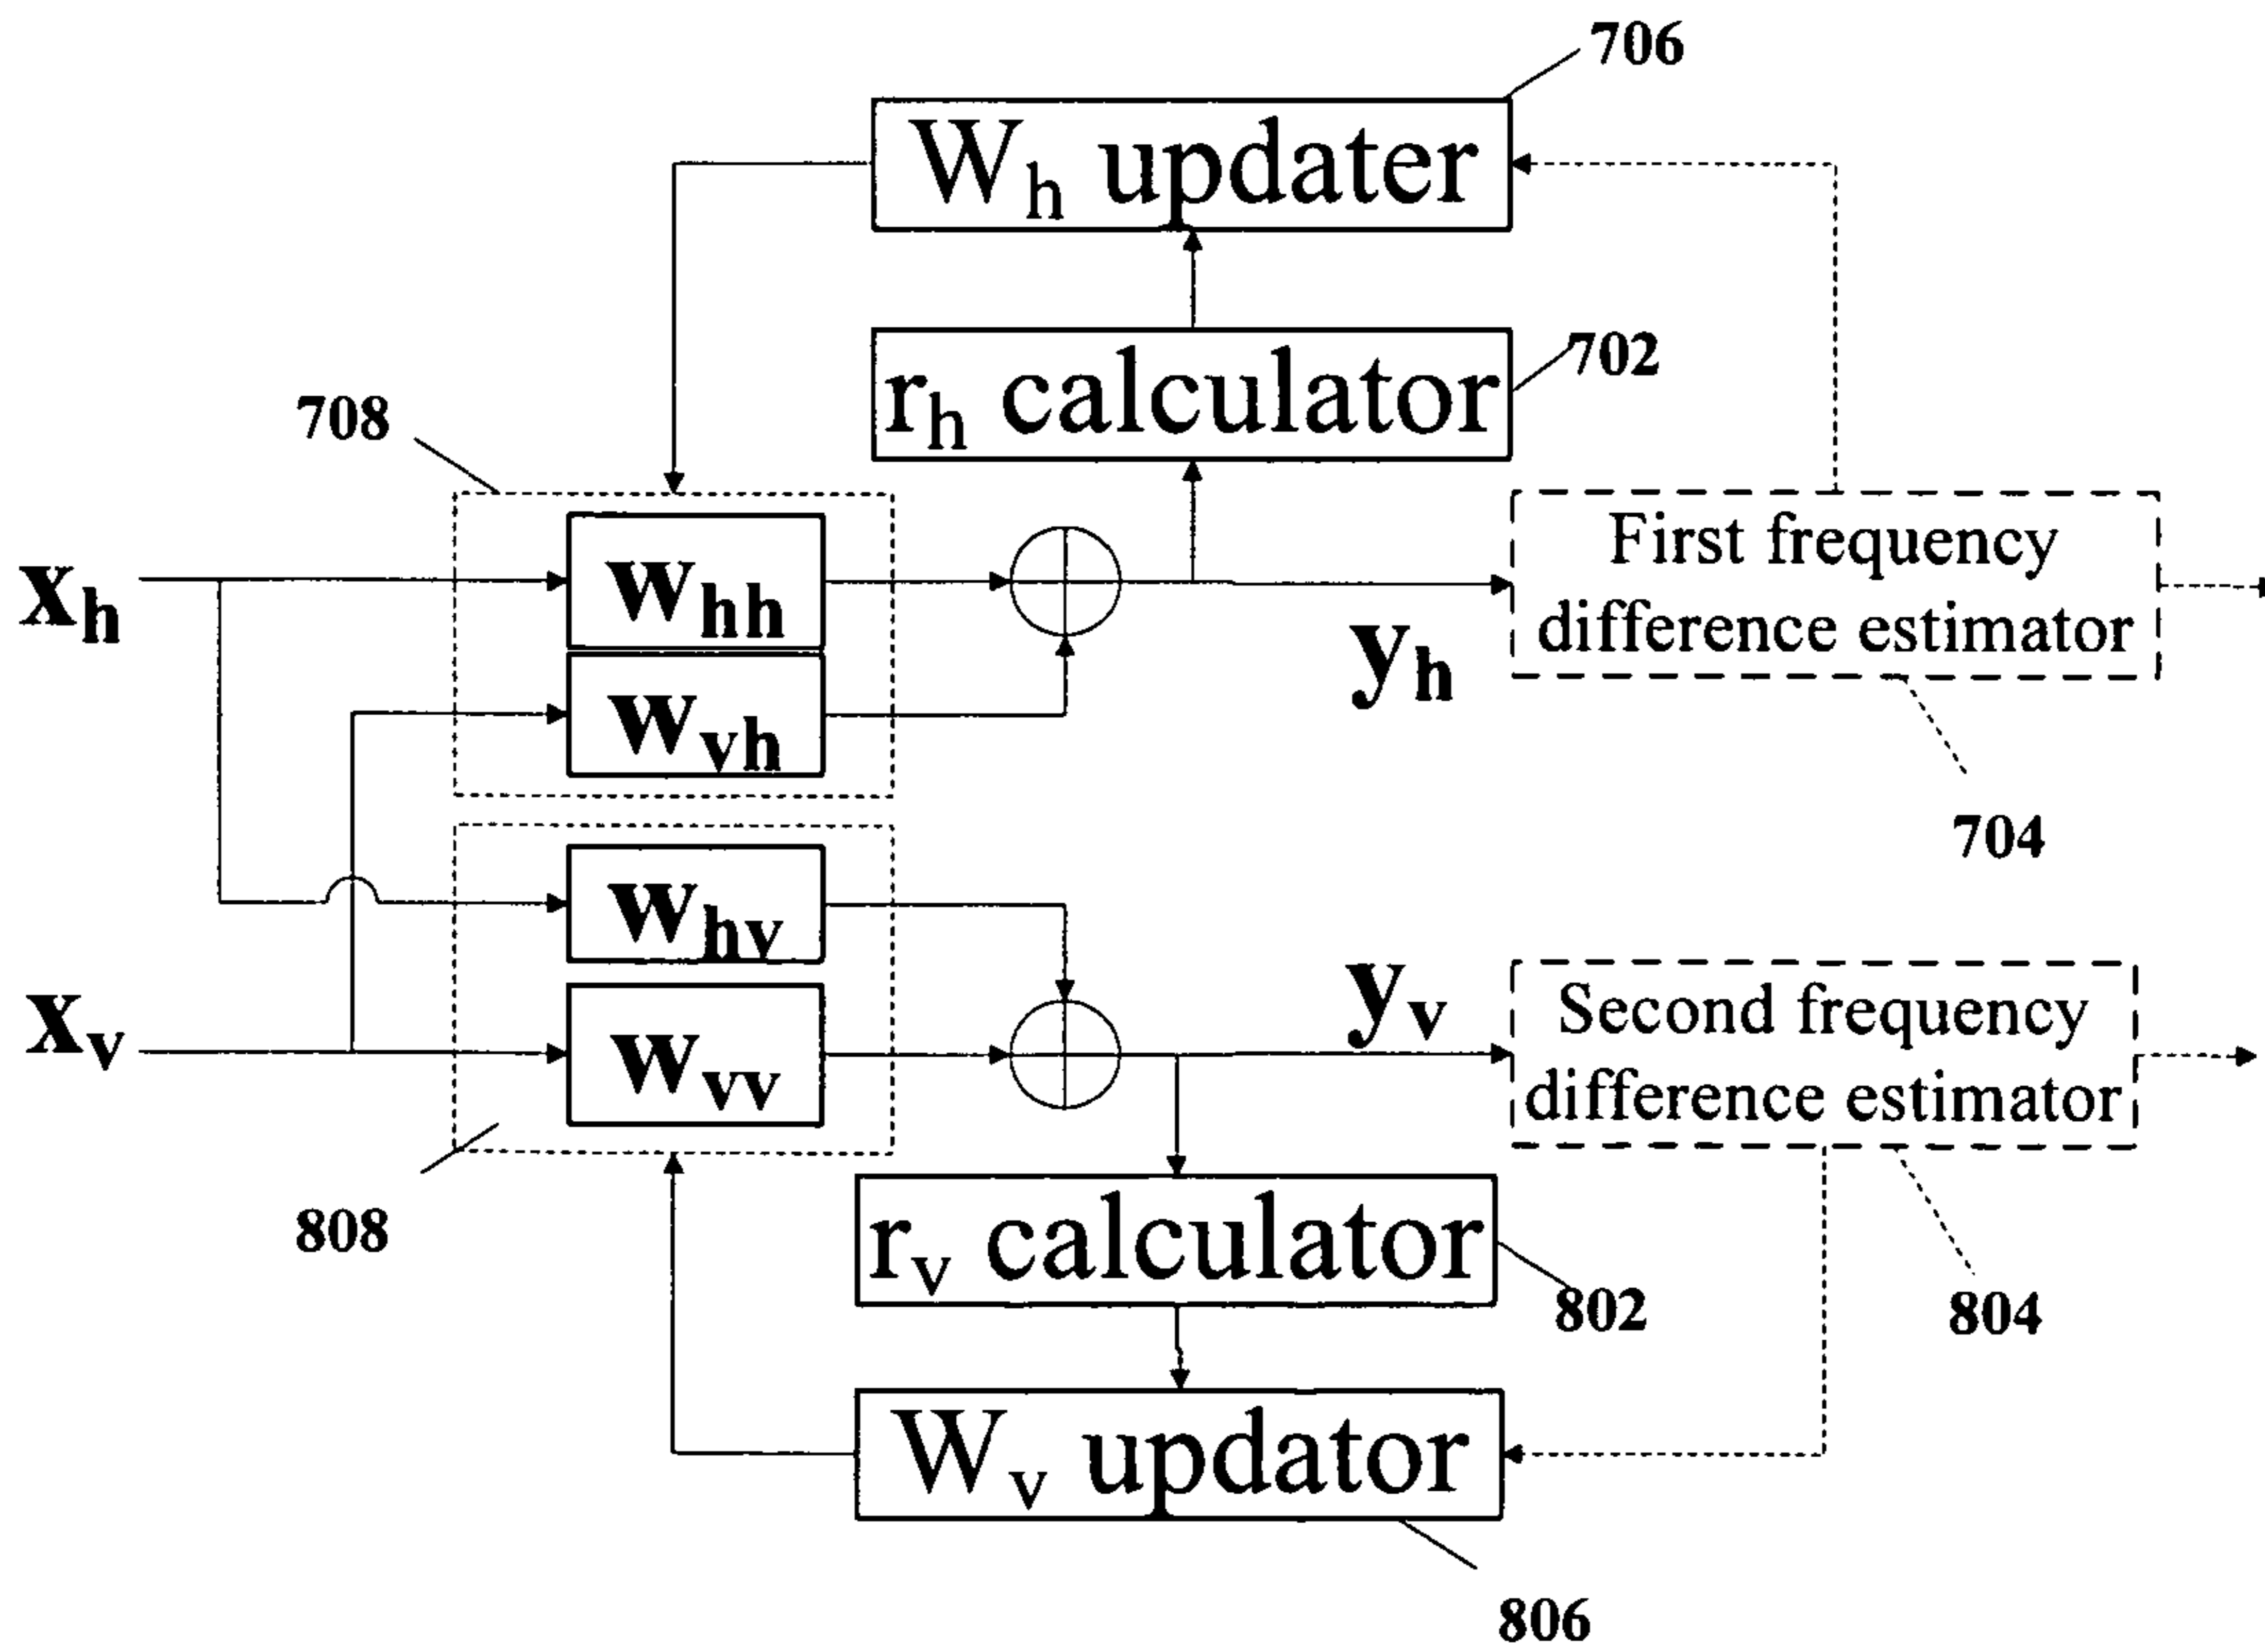 706
Wh updater
rh calculator
702
708
xh
whh
wvh
yh
First frequency
difference estimator
704
whv
xv
wvv
yv
Second frequency
difference estimator
808
rv calculator
802
804
Wv updator
806